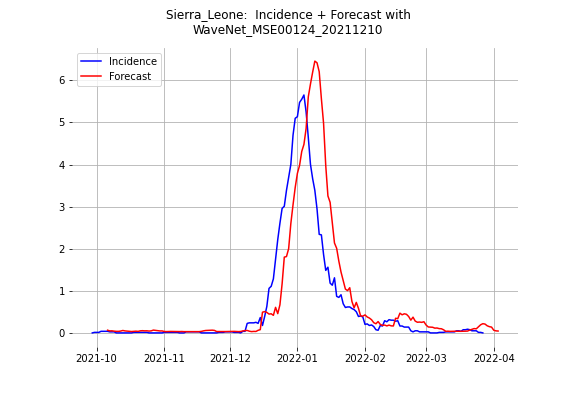 Sierra_Leone:  Incidence + Forecast with
WaveNet_MSE00124_20211210
Incidence
Forecast
6
5
4
3
2
1
0
2021-10 2021-11 2021-12 2022-01 2022-02 2022-03 2022-04